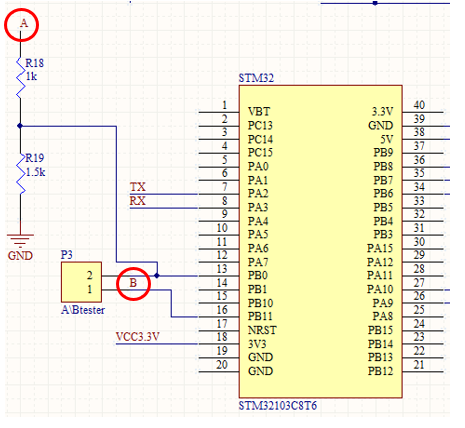 A
R18
1k
R19
1.5k
GND
P3
2
1
B
A\Btester
TX
RX
VCC3.3V
STM32
1 VBT 3.3V 40
2 PC13 GND 39
3 PC14 5V 38
4 PC15 PB9 37
5 PA0 PB8 36
6 PA1 PB7 35
7 PA2 PB6 34
8 PA3 PB5 33
9 PA4 PB4 32
10 PA5 PB3 31
11 PA6 PA15 30
12 PA7 PA12 29
13 PB0 PA11 28
14 PB1 PA10 27
15 PB10 PA9 26
16 PB11 PA8 25
17 NRST PB15 24
18 3V3 PB14 23
19 GND PB13 22
20 GND PB12 21
STM32103C8T6